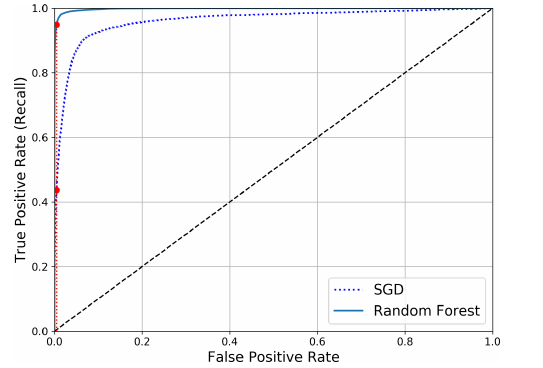 1.0
0.8
0.6
0.4
0.2
0.0
True Positive Rate (Recall)
SGD
Random Forest
0.0 0.2 0.4 0.6 0.8 1.0
False Positive Rate